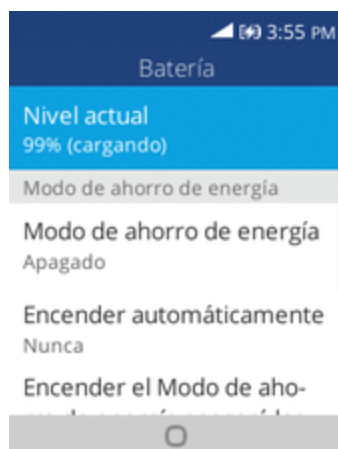 3:55 PM
Batería
Nivel actual
99% (cargando)
Modo de ahorro de energía
Modo de ahorro de energía
Apagado
Encender automáticamente
Nunca
Encender el Modo de aho-